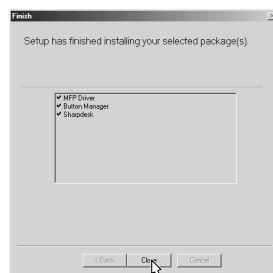 Finish
Setup has finished installing your selected package(s).
MFP Driver
Button Manager
Sharpdesk
< Back
Close
Cancel